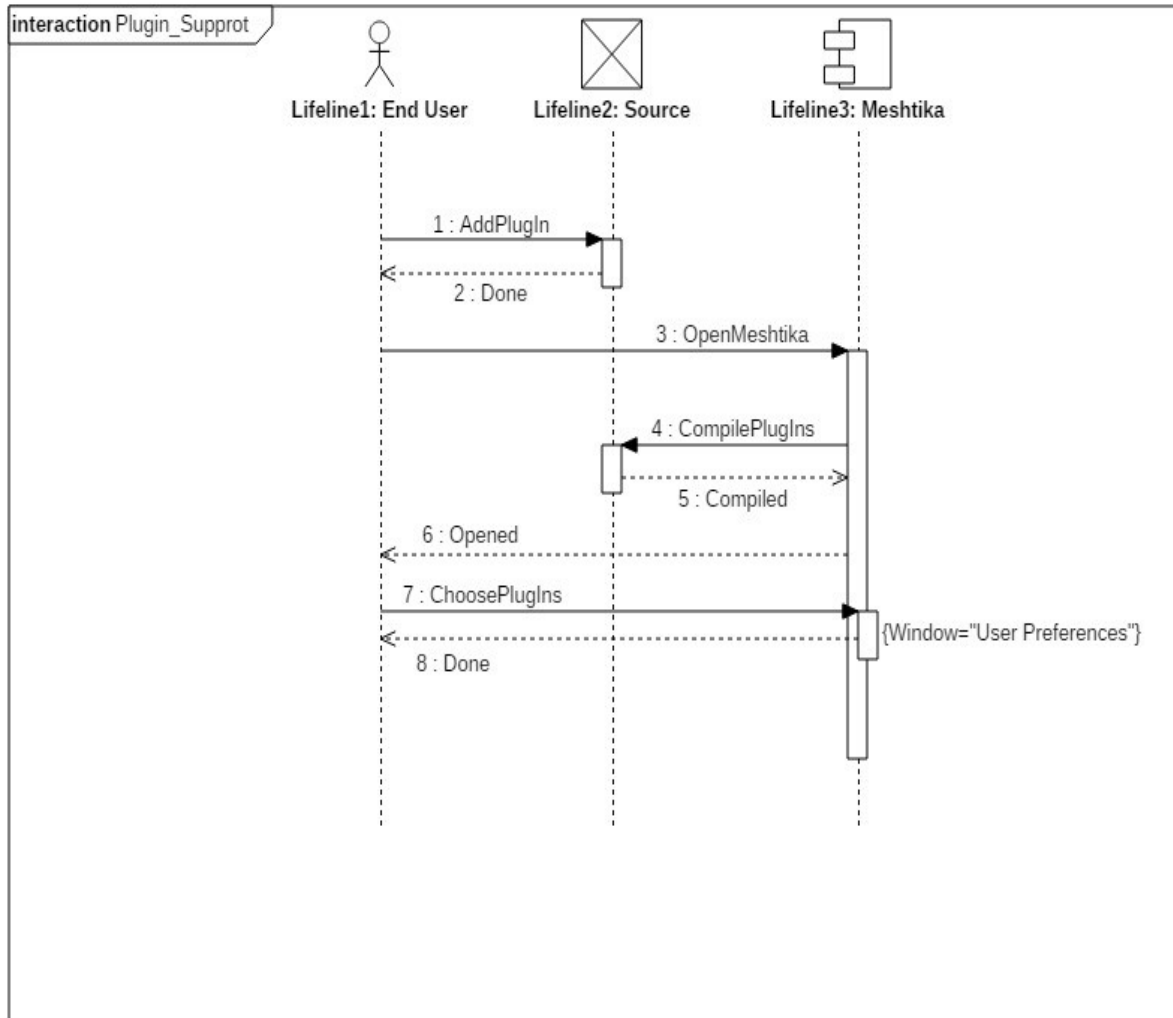 interaction Plugin_Supprot
Lifeline1: End User
Lifeline2: Source
Lifeline3: Meshtika
1 : AddPlugIn
2 : Done
3 : OpenMeshtika
4 : CompilePlugIns
5 : Compiled
6 : Opened
7 : ChoosePlugIns
{Window="User Preferences"}
8 : Done